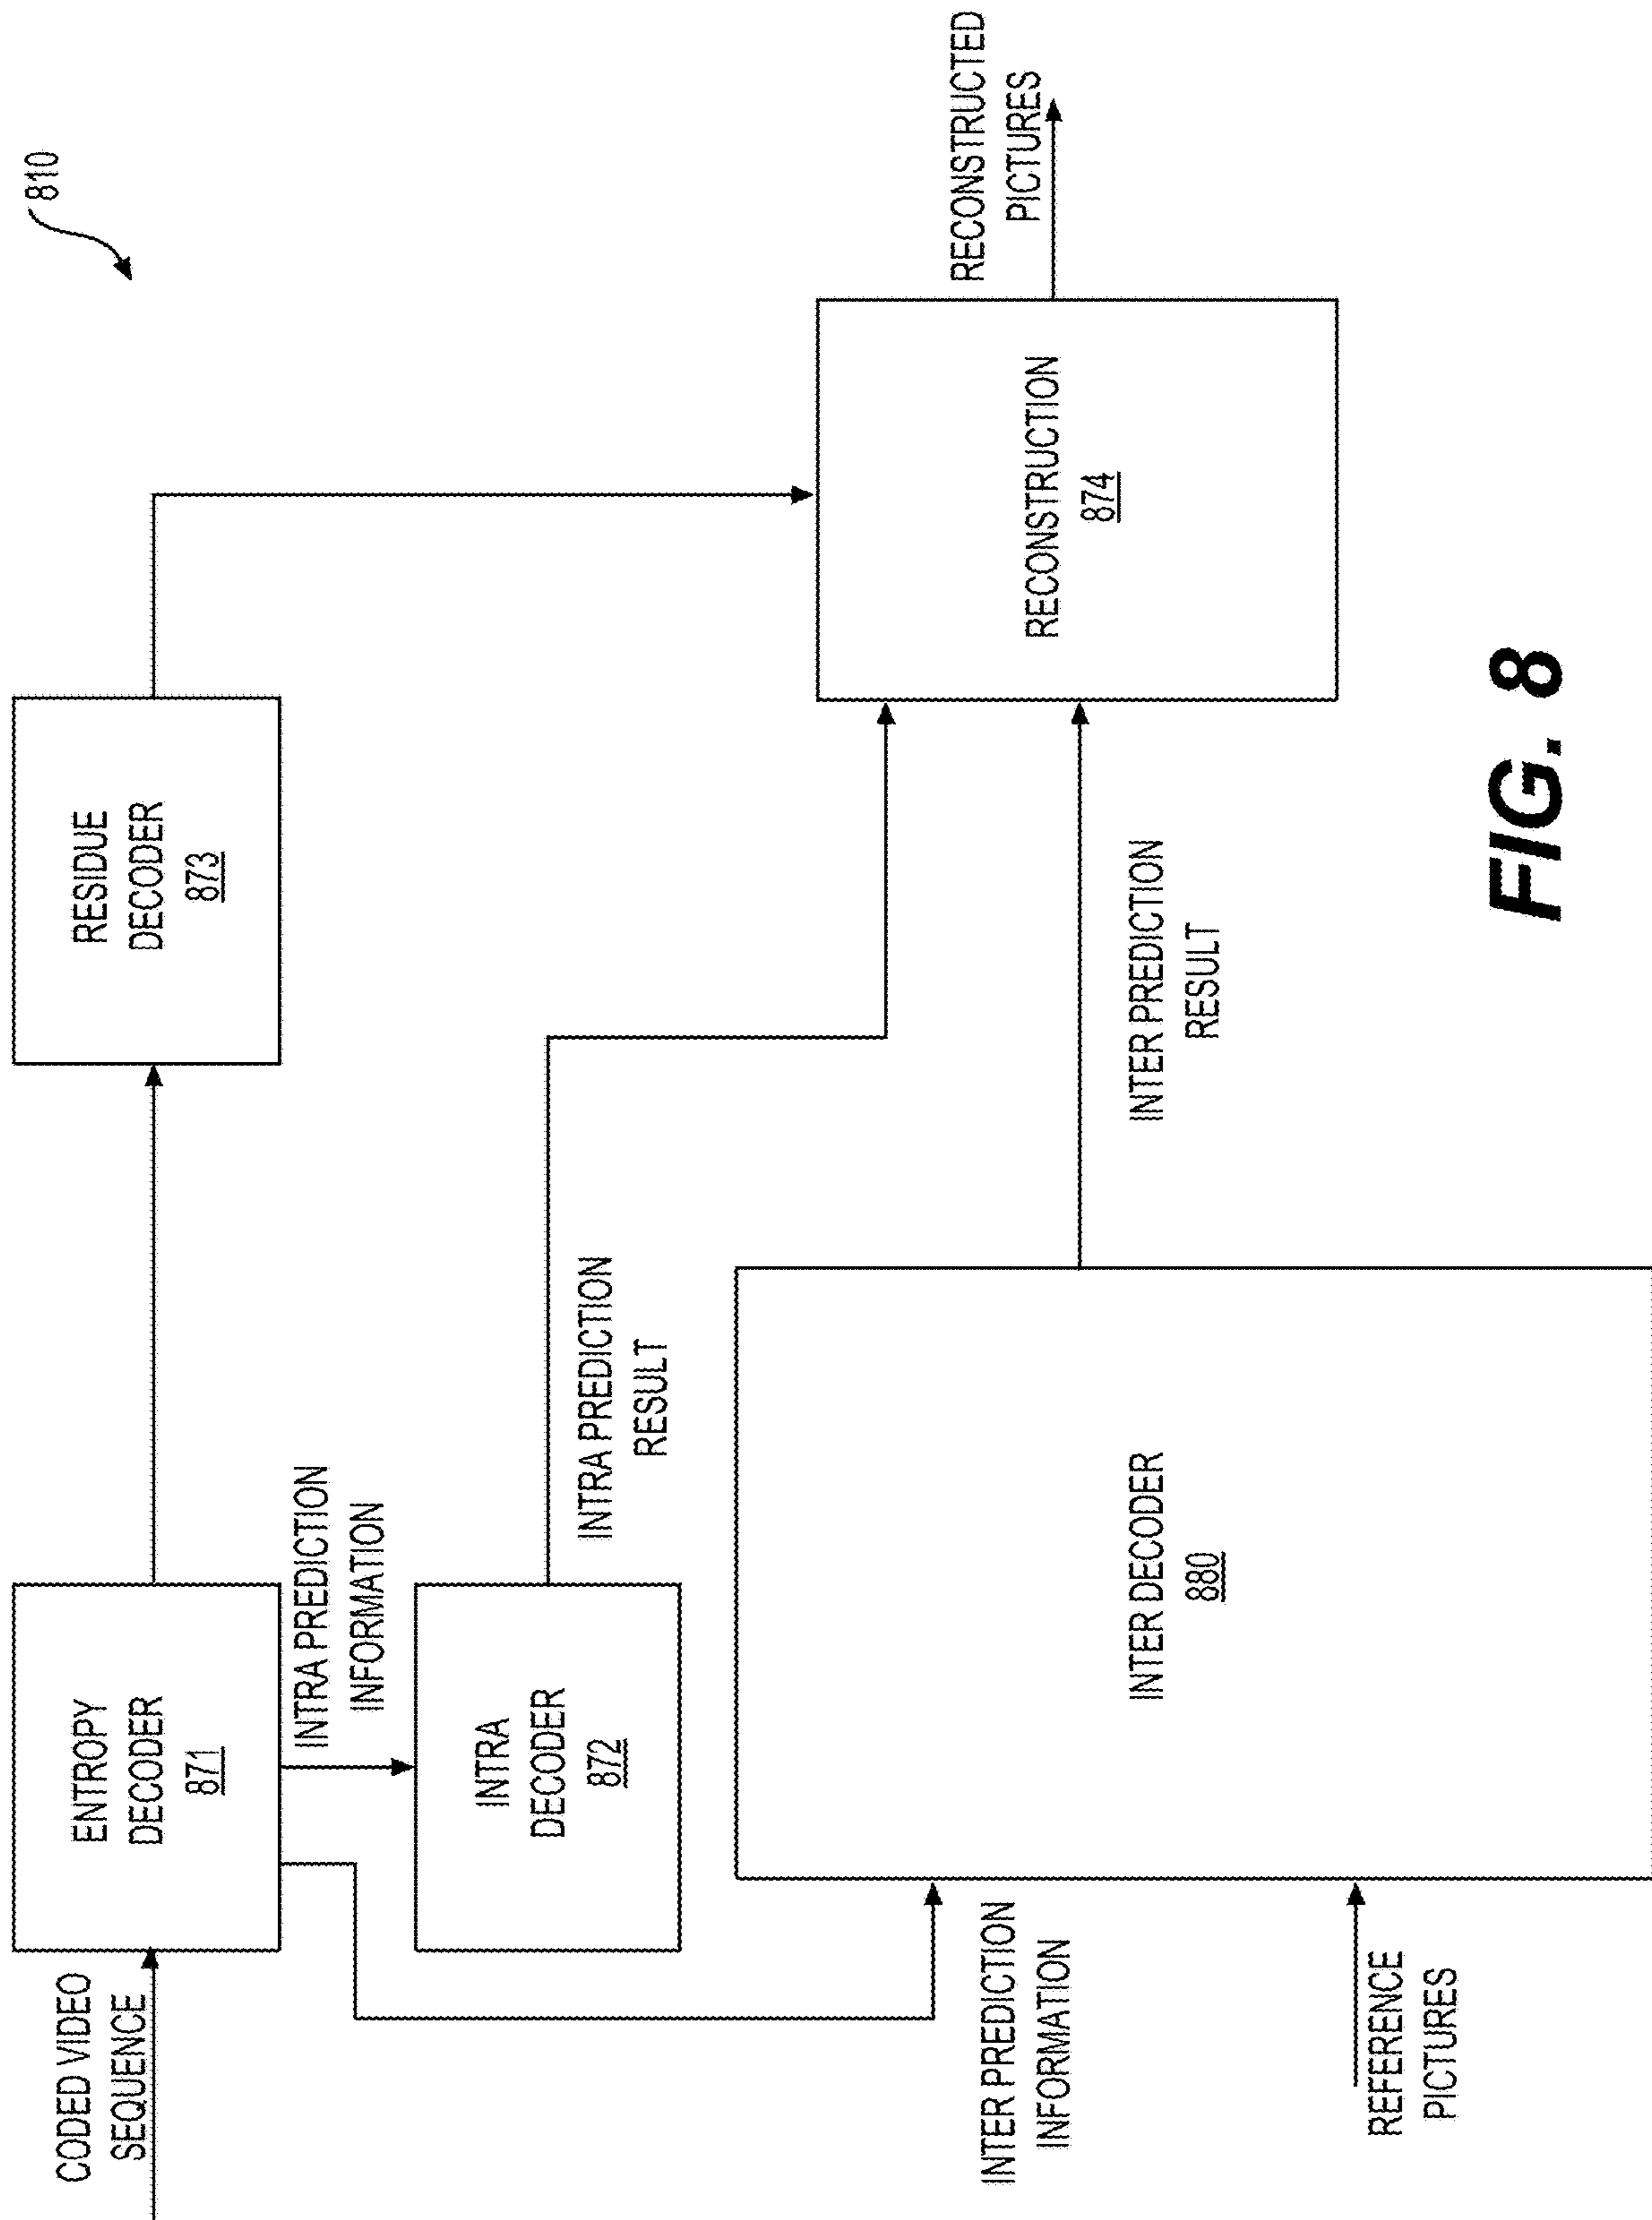 810
CODED VIDEO
SEQUENCE
ENTROPY
DECODER
871
RESIDUE
DECODER
873
INTRA PREDICTION
INFORMATION
INTRA
DECODER
872
INTRA PREDICTION
RESULT
RECONSTRUCTED
PICTURES
RECONSTRUCTION
874
INTER PREDICTION
INFORMATION
INTER DECODER
880
INTER PREDICTION
RESULT
REFERENCE
PICTURES
FIG. 8